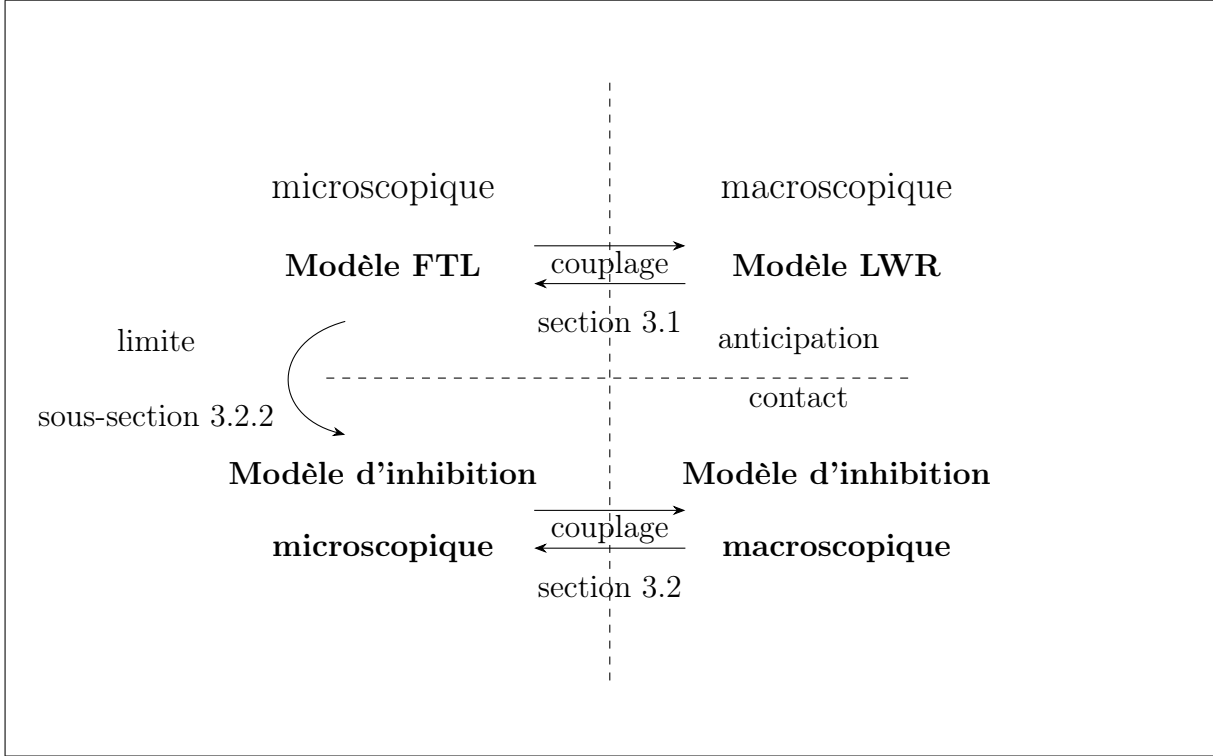 microscopique
macroscopique
Modèle FTL
couplage
Modèle LWR
section 3.1
limite
anticipation
contact
sous-section 3.2.2
Modèle d'inhibition
Modèle d'inhibition
couplage
microscopique
macroscopique
section 3.2